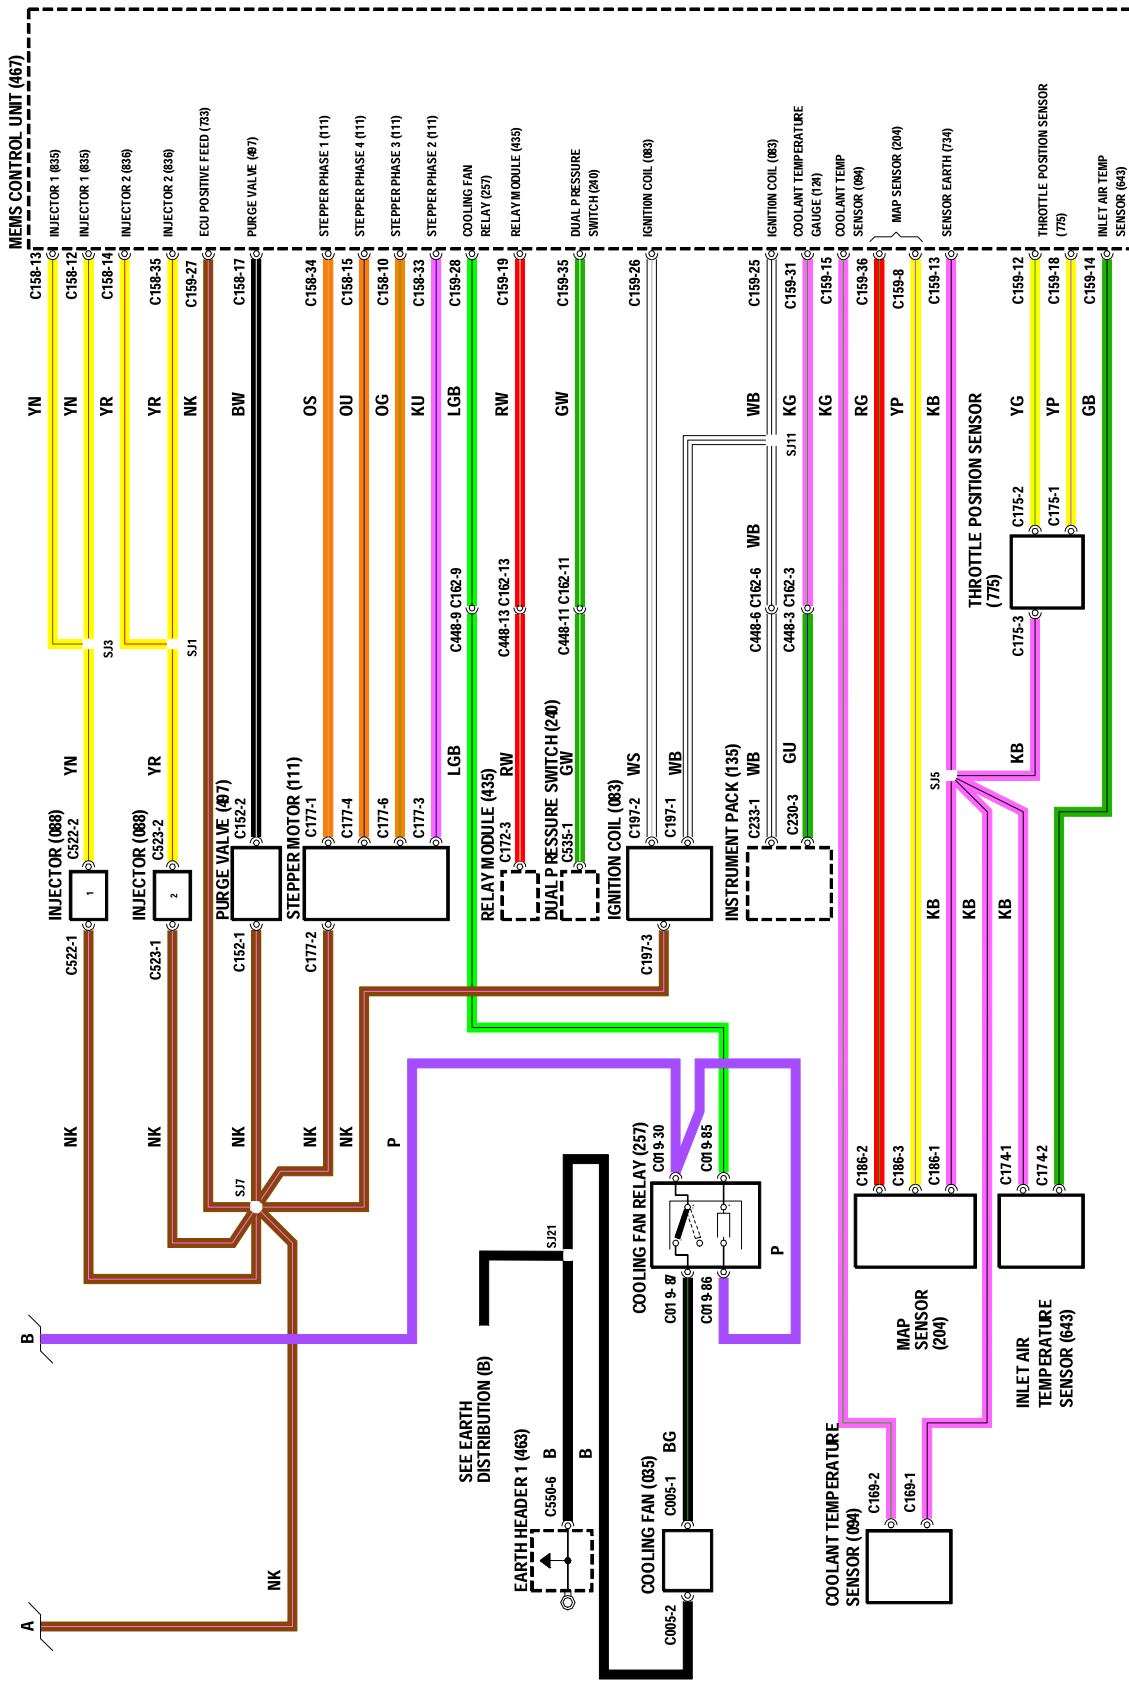 MEMS CONTROL UNIT (467)
INJECTOR 1 (835)
INJECTOR 1 (835)
INJECTOR 2 (836)
INJECTOR 2 (836)
ECU POSITIVE FEED (733)
PURGE VALVE (497)
STEPPER PHASE 1 (111)
STEPPER PHASE 4 (111)
STEPPER PHASE 3 (111)
STEPPER PHASE 2 (111)
COOLING FAN
RELAY (257)
RELAY MODULE (435)
DUAL PRESSURE
SWITCH (240)
IGNITION COIL (083)
IGNITION COIL (083)
COOLANT TEMPERATURE
GAUGE (124)
COOLANT TEMP
SENSOR (094)
MAP SENSOR (204)
SENSOR EARTH (734)
THROTTLE POSITION SENSOR
(775)
INLET AIR TEMP
SENSOR (643)
C158-13
C158-12
C158-14
C158-35
C159-27
C158-17
C158-34
C158-15
C158-10
C158-33
C159-28
C159-19
C159-35
C159-26
C159-25
C159-31
C159-15
C159-36
C159-8
C159-13
C159-12
C159-18
C159-14
YN
YN
YR
YR
NK
BW
OS
OU
OG
KU
LGB
RW
GW
WB
KG
KG
RG
YP
KB
YG
YP
GB
SJ11
THROTTLE POSITION SENSOR
(775)
C175-2
C175-1
C175-3
WB
C448-9 C162-9
C448-13 C162-13
C448-11 C162-11
C448-6 C162-6
C448-3 C162-3
SJ3
SJ1
SJ5
YN
YR
LGB
RW
GW
WS
WB
WB
GU
KB
INJECTOR (088)
C522-2
INJECTOR (088)
C523-2
PURGE VALVE (497)
C152-2
STEPPER MOTOR (111)
C177-1
C177-4
C177-6
C177-3
RELAY MODULE (435)
C172-3
DUAL PRESSURE SWITCH (240)
C535-1
IGNITION COIL (083)
C197-2
C197-1
INSTRUMENT PACK (135)
C233-1
C230-3
1
2
C522-1
C523-1
C152-1
C177-2
C197-3
KB
KB
KB
NK
NK
NK
NK
NK
P
SJ7
COOLING FAN RELAY (257)
C019-30
C019-85
C019-87
C019-86
P
SJ21
C186-2
C186-3
C186-1
C174-1
C174-2
MAP
SENSOR
(204)
INLET AIR
TEMPERATURE
SENSOR (643)
B
SEE EARTH
DISTRIBUTION (B)
EARTH HEADER 1 (463)
C550-6
B
B
COOLING FAN (035)
C005-1
BG
C005-2
COOLANT TEMPERATURE
SENSOR (094)
C169-2
C169-1
NK
A